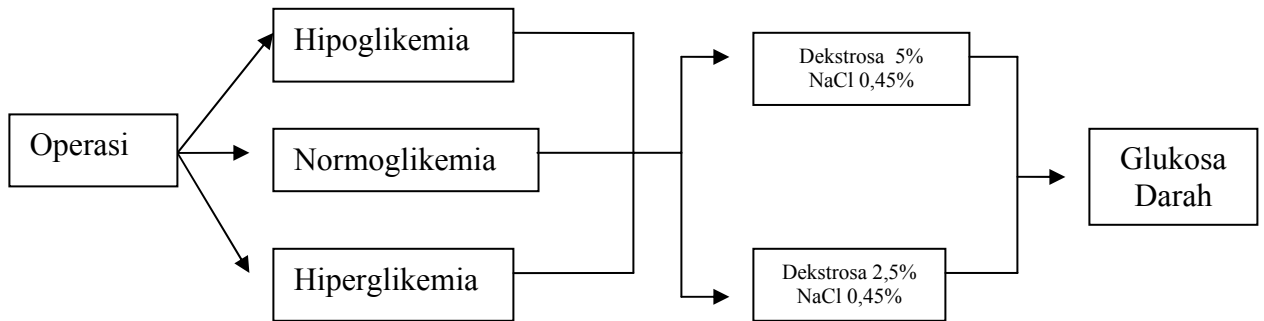 Operasi
Hipoglikemia
Normoglikemia
Hiperglikemia
Dekstrosa 5%
NaCl 0,45%
Dekstrosa 2,5%
NaCl 0,45%
Glukosa
Darah